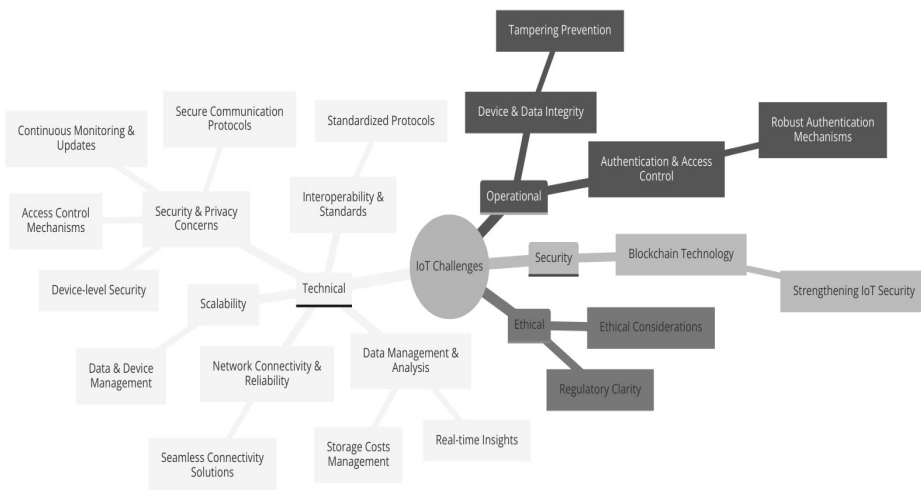 Tampering Prevention
Device & Data Integrity
Robust Authentication
Mechanisms
Authentication & Access
Control
Operational
IoT Challenges
Security
Blockchain Technology
Strengthening IoT Security
Ethical
Ethical Considerations
Regulatory Clarity
Technical
Interoperability &
Standards
Standardized Protocols
Security & Privacy
Concerns
Secure Communication
Protocols
Continuous Monitoring &
Updates
Access Control
Mechanisms
Device-level Security
Scalability
Data & Device
Management
Network Connectivity &
Reliability
Seamless Connectivity
Solutions
Data Management &
Analysis
Storage Costs
Management
Real-time Insights